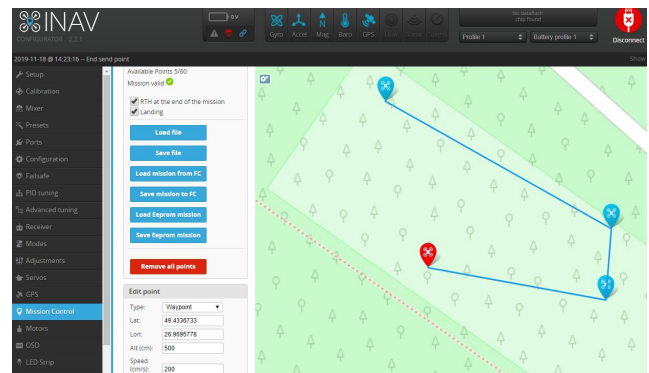 INAV
CONFIGURATOR 2.2.1
0 V
Gyro
Accel
Mag
Baro
GPS
No dataflash
chip found
Profile 1
Battery profile 1
Disconnect
2019-11-18 @ 14:23:16 -- End send
point
Show
Setup
Calibration
Mixer
Presets
Ports
Configuration
Failsafe
PID tuning
Advanced tuning
Receiver
Modes
Adjustments
Servos
GPS
Mission Control
Motors
OSD
LED Strip
Available Points 5/60
Mission valid
RTH at the end of the mission
Landing
Load file
Save file
Load mission from FC
Save mission to FC
Load Eeprom mission
Save Eeprom mission
Remove all points
Edit point
Type: Waypoint
Lat: 49.4336733
Lon: 26.9695778
Alt (cm): 500
Speed
(cm/s): 200